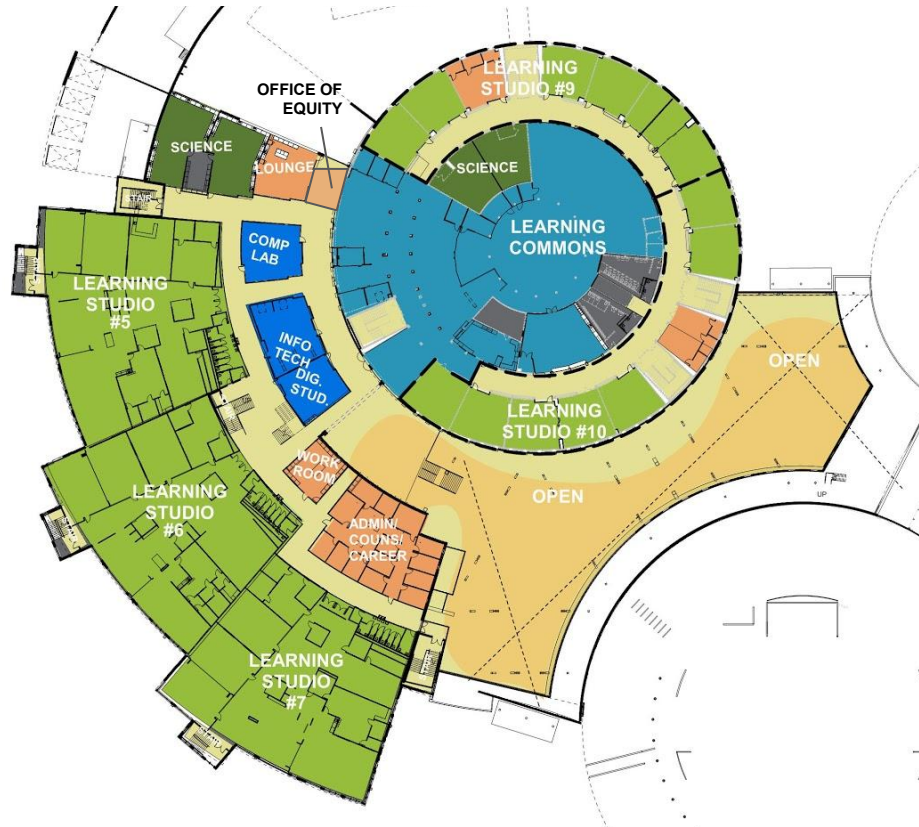 LEARNING
STUDIO #9
OFFICE OF
EQUITY
SCIENCE
LOUNGE
SCIENCE
STAIR
LEARNING
COMMONS
COMP
LAB
LEARNING
STUDIO
#5
INFO
TECH
DIG.
STUD.
OPEN
LEARNING
STUDIO #10
WORK
ROOM
LEARNING
STUDIO
#6
OPEN
UP
ADMIN/
COUNS/
CAREER
STAIR
LEARNING
STUDIO
#7